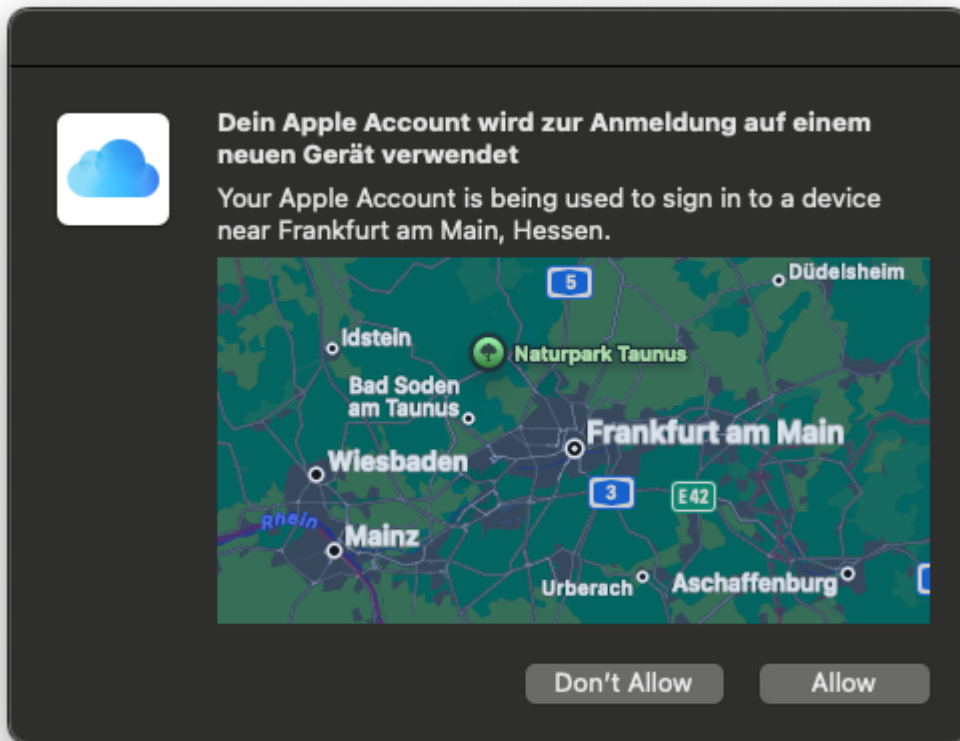 Dein Apple Account wird zur Anmeldung auf einem
neuen Gerät verwendet
Your Apple Account is being used to sign in to a device
near Frankfurt am Main, Hessen.
5
Düdelsheim
Idstein
Naturpark Taunus
Bad Soden
am Taunus
Frankfurt am Main
Wiesbaden
3
E42
Rhein
Mainz
Urberach
Aschaffenburg
Don't Allow
Allow